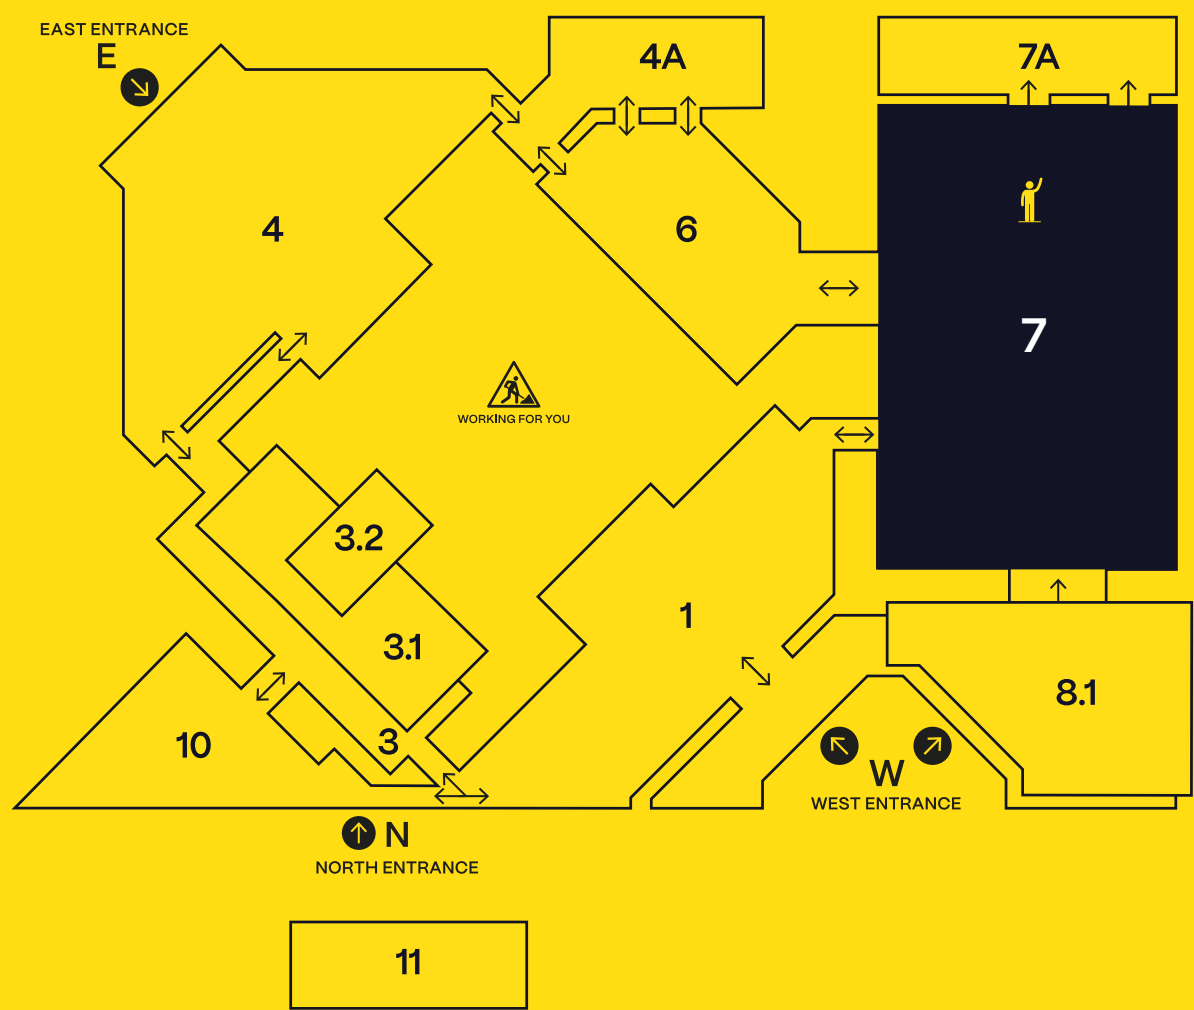 EAST ENTRANCE
E
4A
7A
4
6
7
WORKING FOR YOU
3.2
1
3.1
8.1
10
3
W
WEST ENTRANCE
N
NORTH ENTRANCE
11